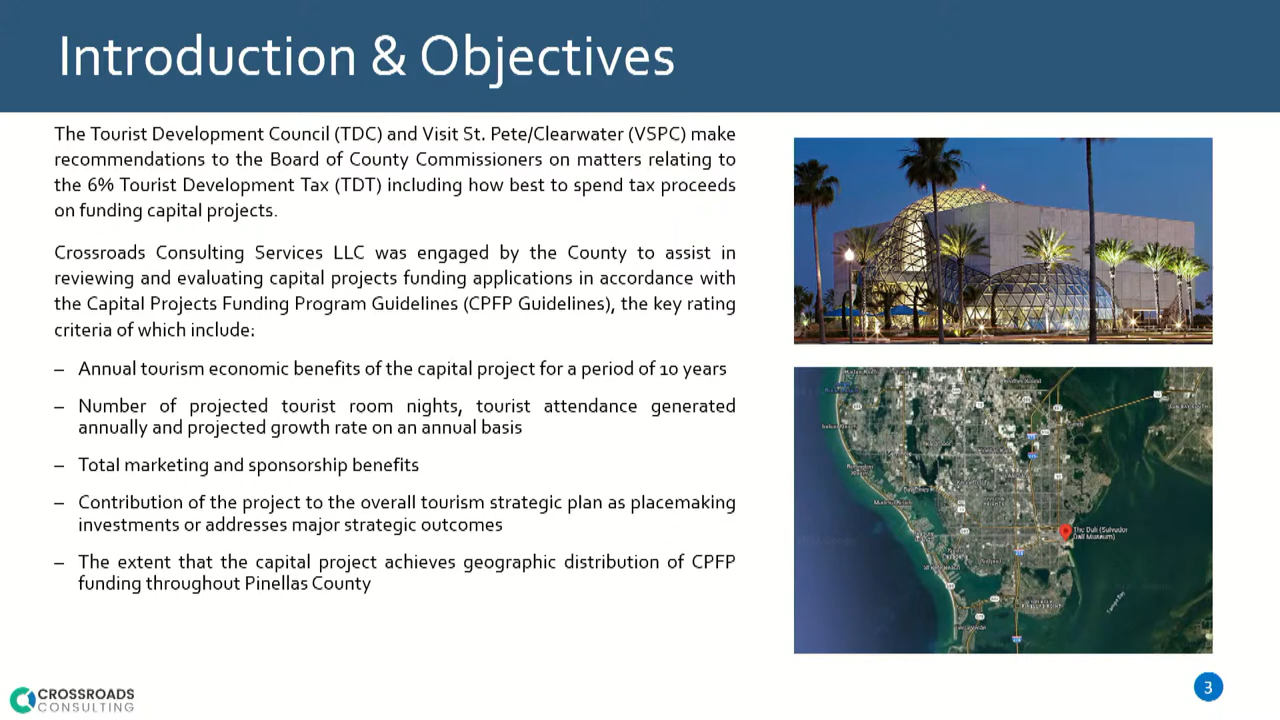 Introduction & Objectives
The Tourist Development Council (TDC) and Visit St. Pete/Clearwater (VSPC) make
recommendations to the Board of County Commissioners on matters relating to
the 6% Tourist Development Tax (TDT) including how best to spend tax proceeds
on funding capital projects.
Crossroads Consulting Services LLC was engaged by the County to assist in
reviewing and evaluating capital projects funding applications in accordance with
the Capital Projects Funding Program Guidelines (CPFP Guidelines), the key rating
criteria of which include:
– Annual tourism economic benefits of the capital project for a period of 10 years
– Number of projected tourist room nights, tourist attendance generated
annually and projected growth rate on an annual basis
– Total marketing and sponsorship benefits
– Contribution of the project to the overall tourism strategic plan as placemaking
investments or addresses major strategic outcomes
– The extent that the capital project achieves geographic distribution of CPFP
funding throughout Pinellas County
The Dali (Salvador
Dali Museum)
Tampa Bay
CROSSROADS
CONSULTING
3